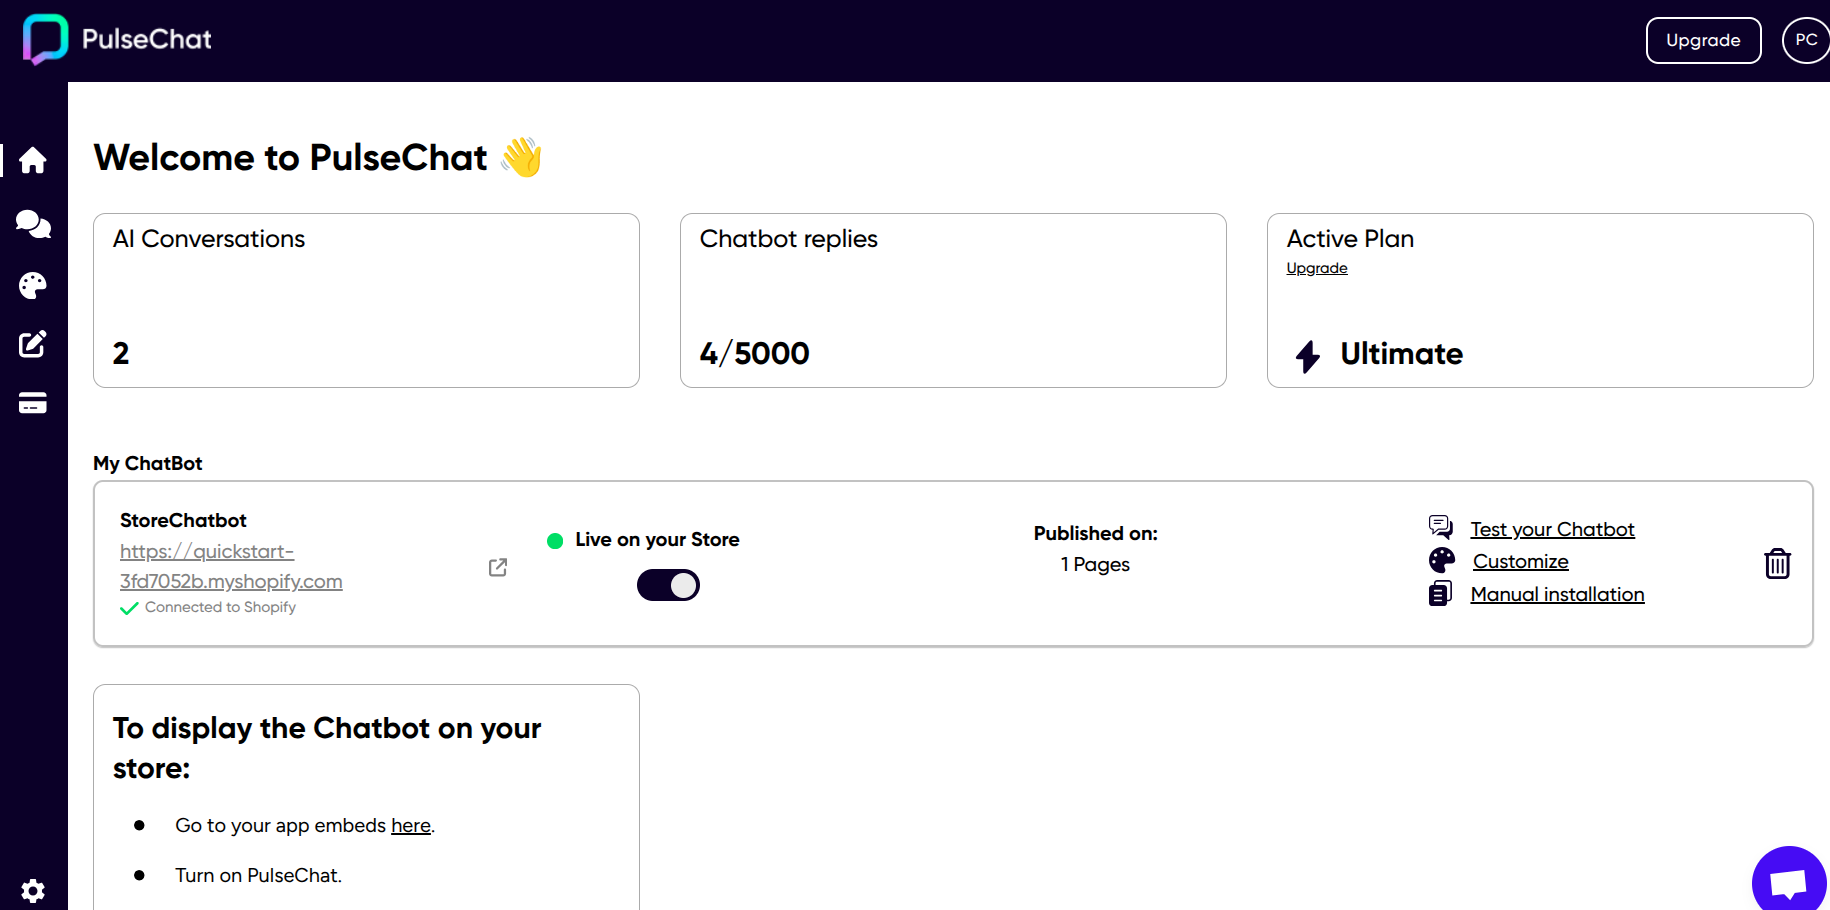 PulseChat
Upgrade
PC
Welcome to PulseChat 👋
AI Conversations
2
Chatbot replies
4/5000
Active Plan
Upgrade
Ultimate
My ChatBot
StoreChatbot
https://quickstart-
3fd7052b.myshopify.com
Connected to Shopify
Live on your Store
Published on:
1 Pages
Test your Chatbot
Customize
Manual installation
To display the Chatbot on your
store:
Go to your app embeds here.
Turn on PulseChat.